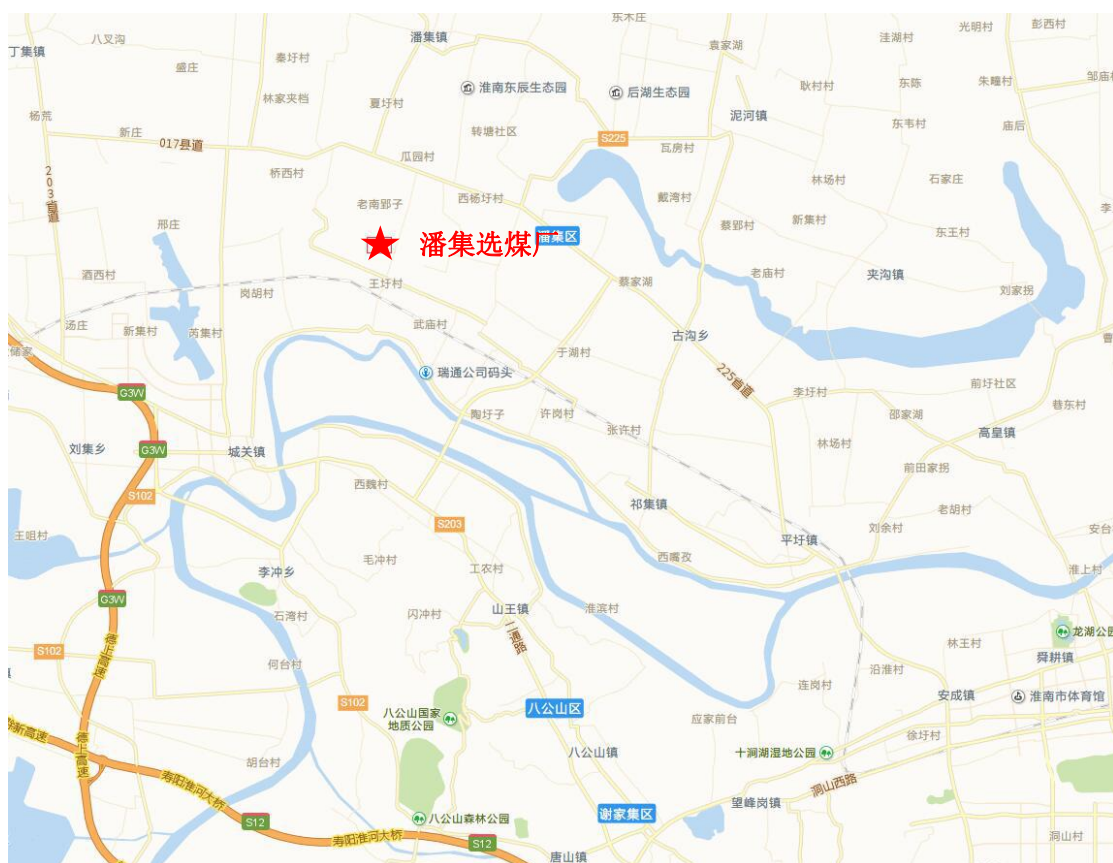 东木庄
八叉沟
潘集镇
洼湖村
光明村
彭西村
丁集镇
秦圩村
袁家湖
盛庄
淮南东辰生态园
后湖生态园
耿村村
东陈
朱疃村
林家夹档
夏圩村
泥河镇
杨荒
新庄
转塘社区
S225
东韦村
庙后
017县道
瓜园村
瓦房村
桥西村
203省道
林场村
石家庄
老南郢子
西杨圩村
戴湾村
邢庄
蔡郢村
新集村
东王村
潘集选煤厂
潘集区
酒西村
王圩村
蔡家湖
老庙村
夹沟镇
岗胡村
刘家拐
汤庄
新集村
芮集村
武庙村
古沟乡
储家
于湖村
瑞通公司码头
225省道
G3W
李圩村
前圩社区
陶圩子
许岗村
邵家湖
巷东村
张许村
刘集乡
G3W
城关镇
林场村
高皇镇
前田家拐
西魏村
S102
祁集镇
老胡村
S203
王咀村
平圩镇
刘余村
安台
毛冲村
西嘴孜
李冲乡
工农村
淮上村
G3W
石湾村
闪冲村
山王镇
淮滨村
龙湖公园
二通路
林王村
S102
德上高速
何台村
沿淮村
舜耕镇
连岗村
S102
安成镇
淮南市体育馆
八公山国家
地质公园
八公山区
应家前台
徐圩村
德上高速
八公山镇
十涧湖湿地公园
胡台村
寿阳淮河大桥
洞山西路
望峰岗镇
谢家集区
八公山森林公园
S12
寿阳淮河大桥
S12
洞山村
唐山镇